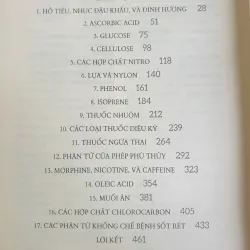 1. HỒ TIÊU, NHỤC ĐẬU KHẤU, VÀ ĐINH HƯƠNG 28
2. ASCORBIC ACID 51
3. GLUCOSE 75
4. CELLULOSE 98
5. CÁC HỢP CHẤT NITRO 118
6. LỤA VÀ NYLON 140
7. PHENOL 161
8. ISOPRENE 184
9. THUỐC NHUỘM 212
10. CÁC LOẠI THUỐC DIỆU KỲ 239
11. THUỐC NGỪA THAI 264
12. PHÂN TỬ CỦA PHÉP PHÙ THỦY 292
13. MORPHINE, NICOTINE, VÀ CAFFEINE 323
14. OLEIC ACID 354
15. MUỐI ĂN 381
16. CÁC HỢP CHẤT CHLOROCARBON 405
17. CÁC PHÂN TỬ KHỐNG CHẾ BỆNH SỐT RÉT 433
LỜI KẾT 461